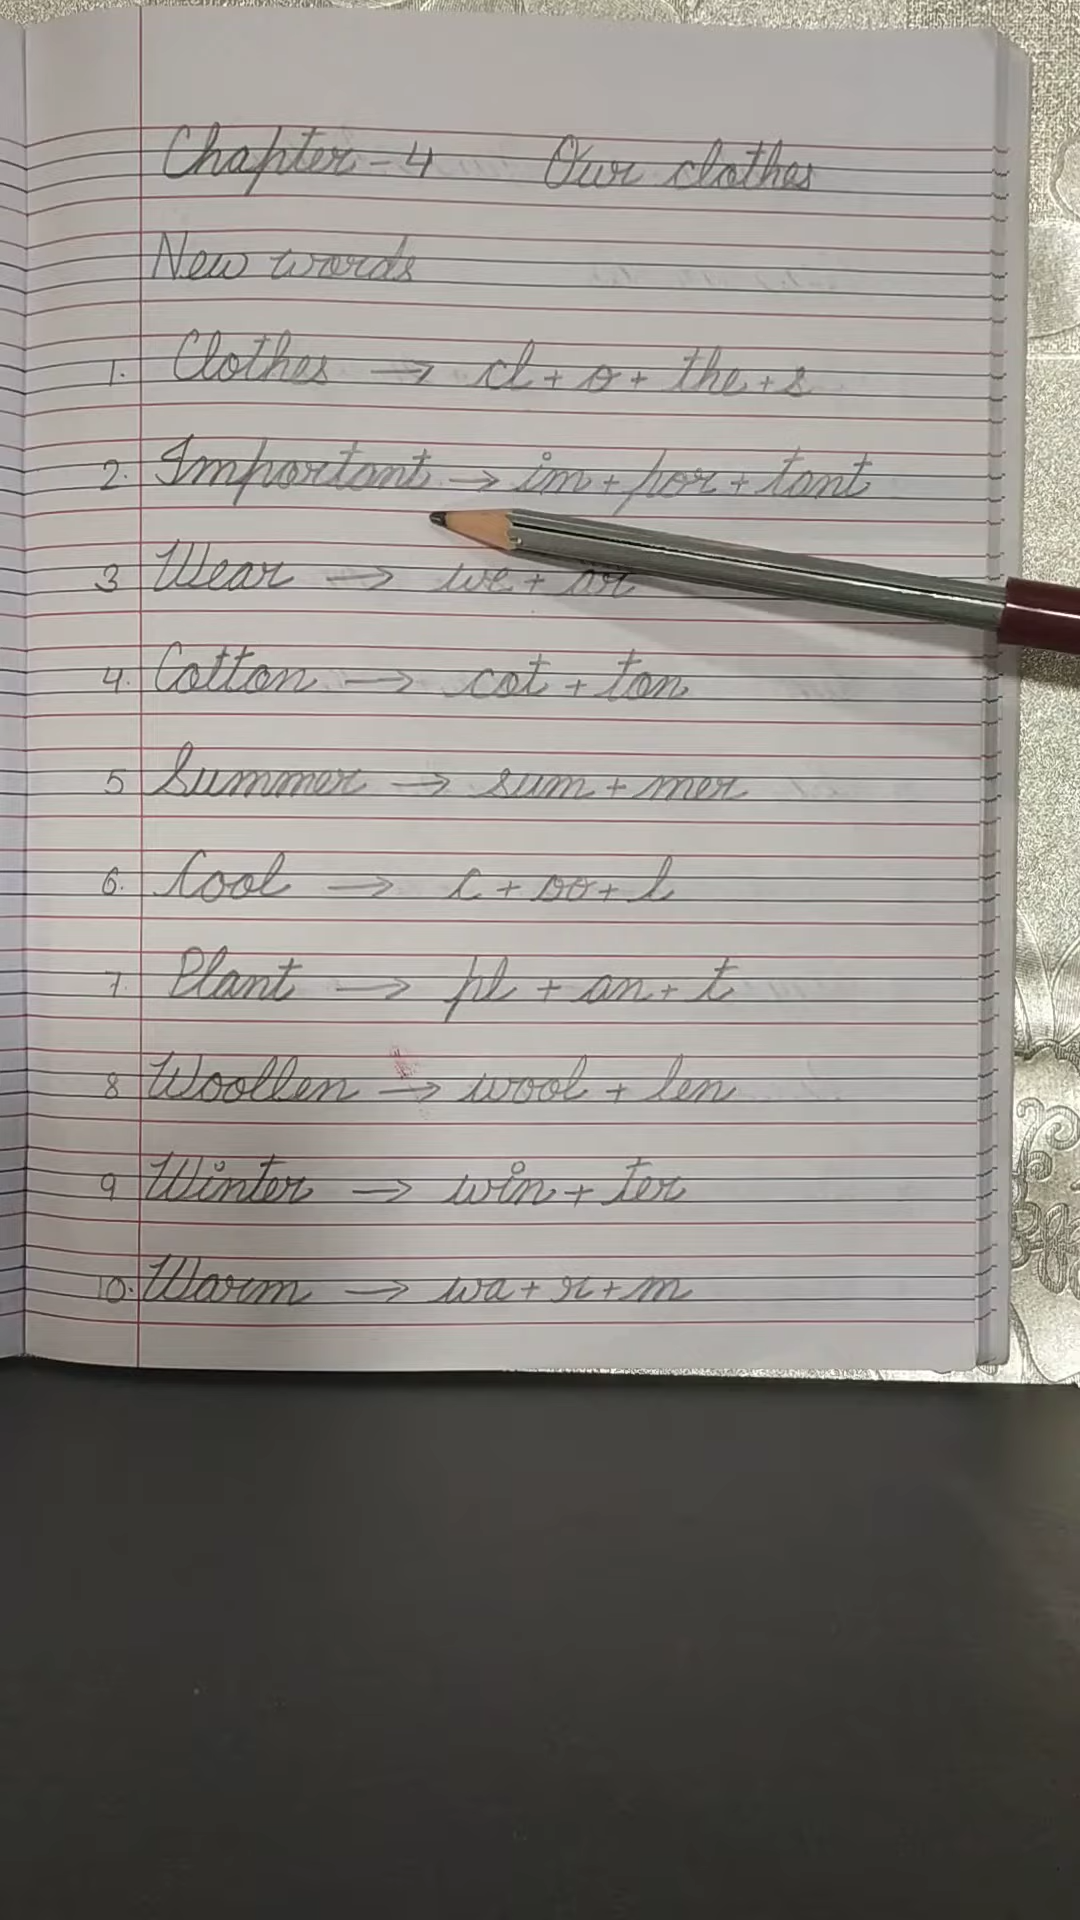 Chapter - 4 Our clothes
New words
1. Clothes → cl + o + the + s
2. Important → im + por + tant
3 Wear → we + ar
4. Cotton → cot + ton
5 Summer → sum + mer
6. Cool → c + oo + l
7. Plant → pl + an + t
8 Woollen → wool + len
9 Winter → win + ter
10. Warm → wa + r + m